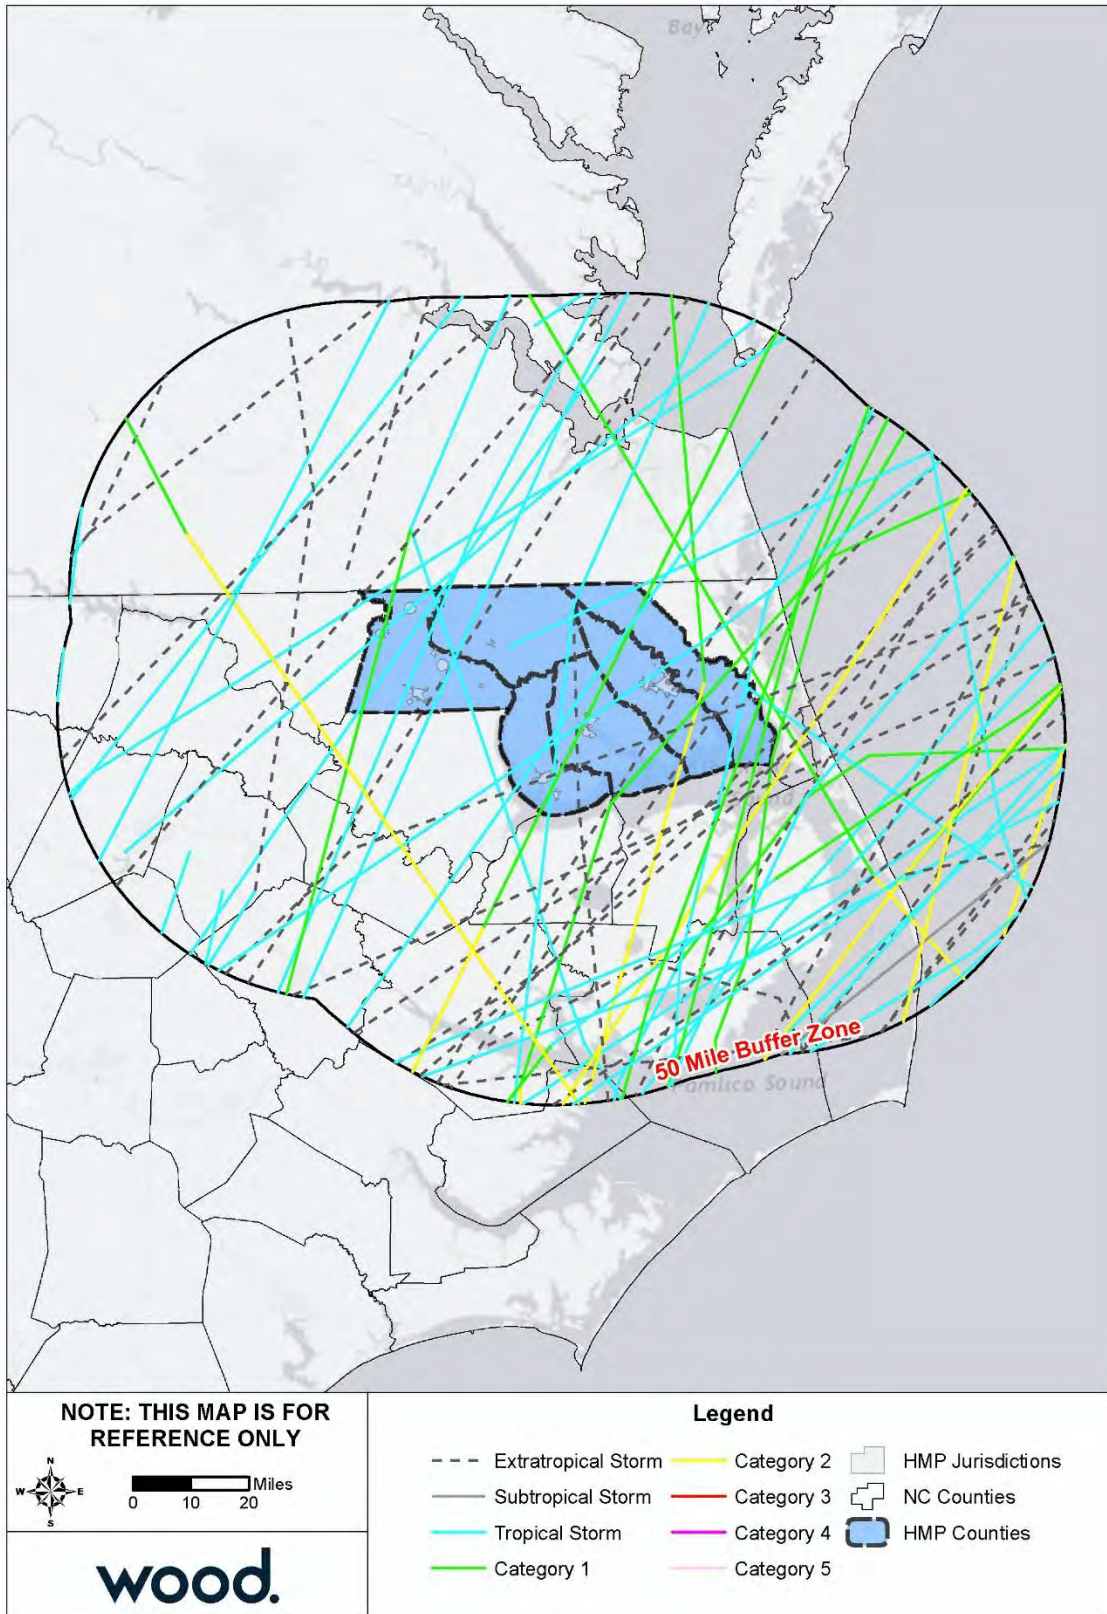 Bay
50 Mile Buffer Zone
Pamlico Sound
NOTE: THIS MAP IS FOR
REFERENCE ONLY
N
W E
S
Miles
0 10 20
wood.
Legend
Extratropical Storm
Subtropical Storm
Tropical Storm
Category 1
Category 2
Category 3
Category 4
Category 5
HMP Jurisdictions
NC Counties
HMP Counties